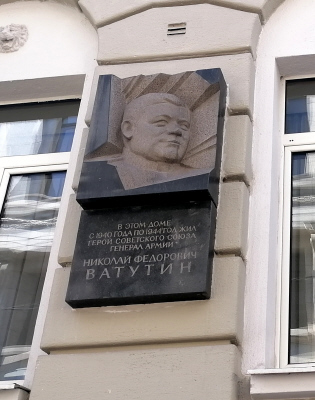 В ЭТОМ ДОМЕ
С 1940 ГОДА ПО 1944 ГОД ЖИЛ
ГЕРОЙ СОВЕТСКОГО СОЮЗА
ГЕНЕРАЛ АРМИИ
НИКОЛАЙ ФЕДОРОВИЧ
ВАТУТИН